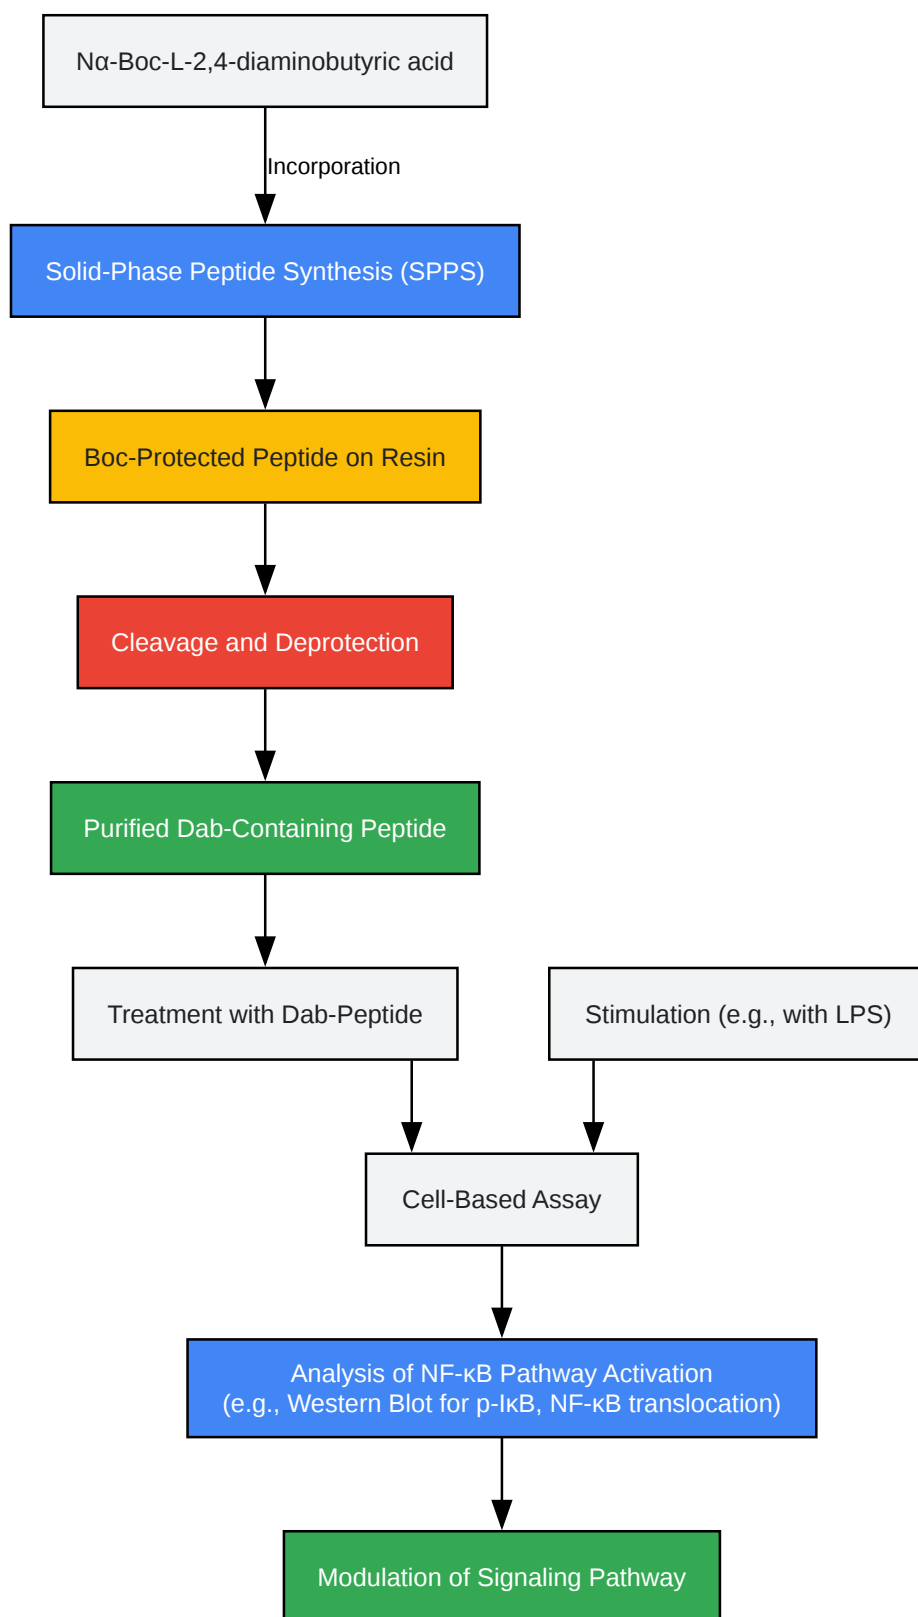 Nα-Boc-L-2,4-diaminobutyric acid
Incorporation
Solid-Phase Peptide Synthesis (SPPS)
Boc-Protected Peptide on Resin
Cleavage and Deprotection
Purified Dab-Containing Peptide
Treatment with Dab-Peptide
Stimulation (e.g., with LPS)
Cell-Based Assay
Analysis of NF-κB Pathway Activation
(e.g., Western Blot for p-IκB, NF-κB translocation)
Modulation of Signaling Pathway